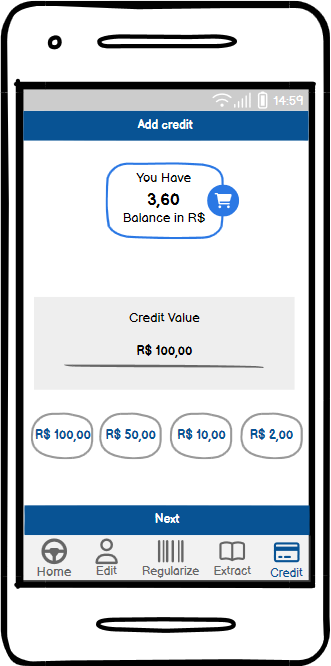 14:59
Add credit
You Have
3,60
Balance in R$
Credit Value
R$ 100,00
R$ 100,00 R$ 50,00 R$ 10,00 R$ 2,00
Next
Home Edit Regularize Extract Credit